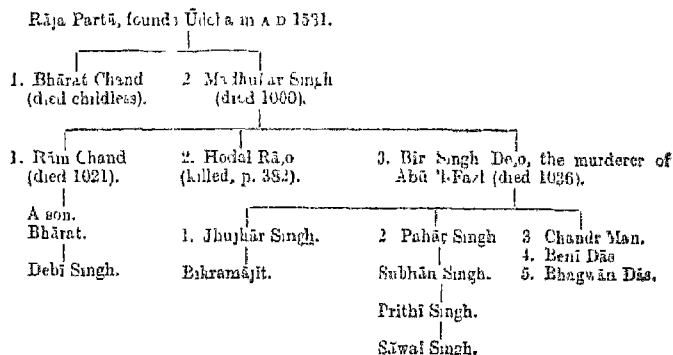 Rāja Partā, founds Ūdcha in A D 1531.
1. Bhārat Chand 2 Madhukar Singh
(died childless). (died 1000).
1. Rām Chand 2. Hodal Rāo 3. Bir Singh Deo, the murderer of
(died 1021). (killed, p. 382). Abū 'l-Fazl (died 1036).
A son.
Bhārat. 1. Jhujhār Singh. 2 Pahār Singh 3 Chandr Man.
4. Benī Dās
Debī Singh. Bikramājīt. Subhān Singh. 5. Bhagwān Dās.
Prithī Singh.
Sāwal Singh.